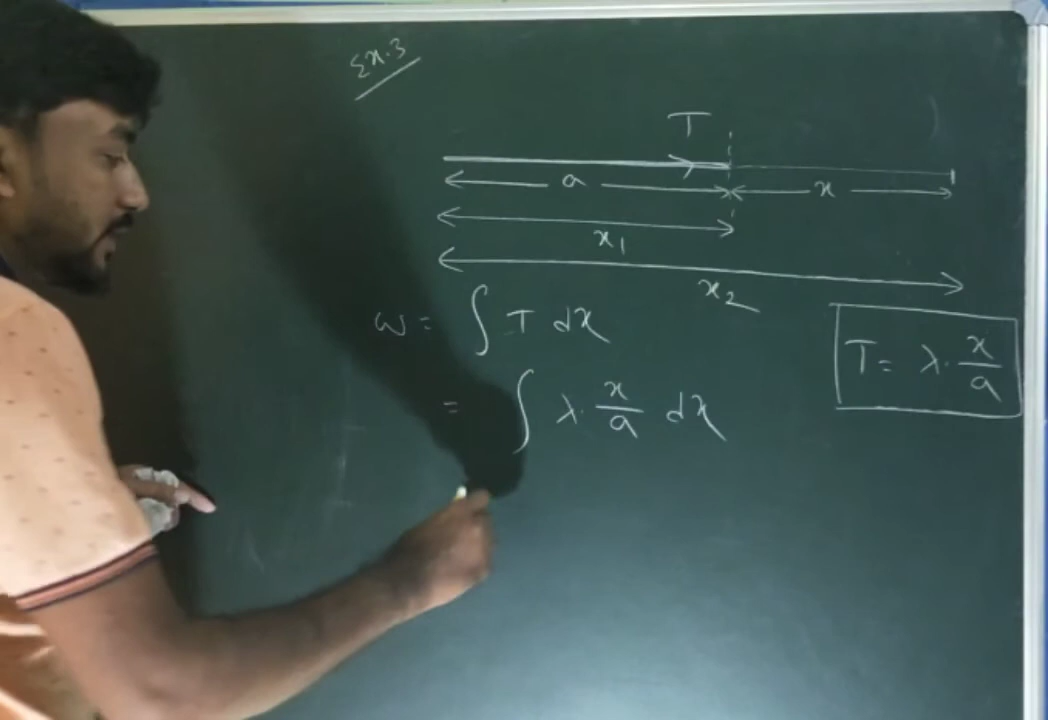 Ex.3
T
a x
x₁
x₂
W = ∫ T dx
T = λ. x/a
= ∫ λ. x/a dx